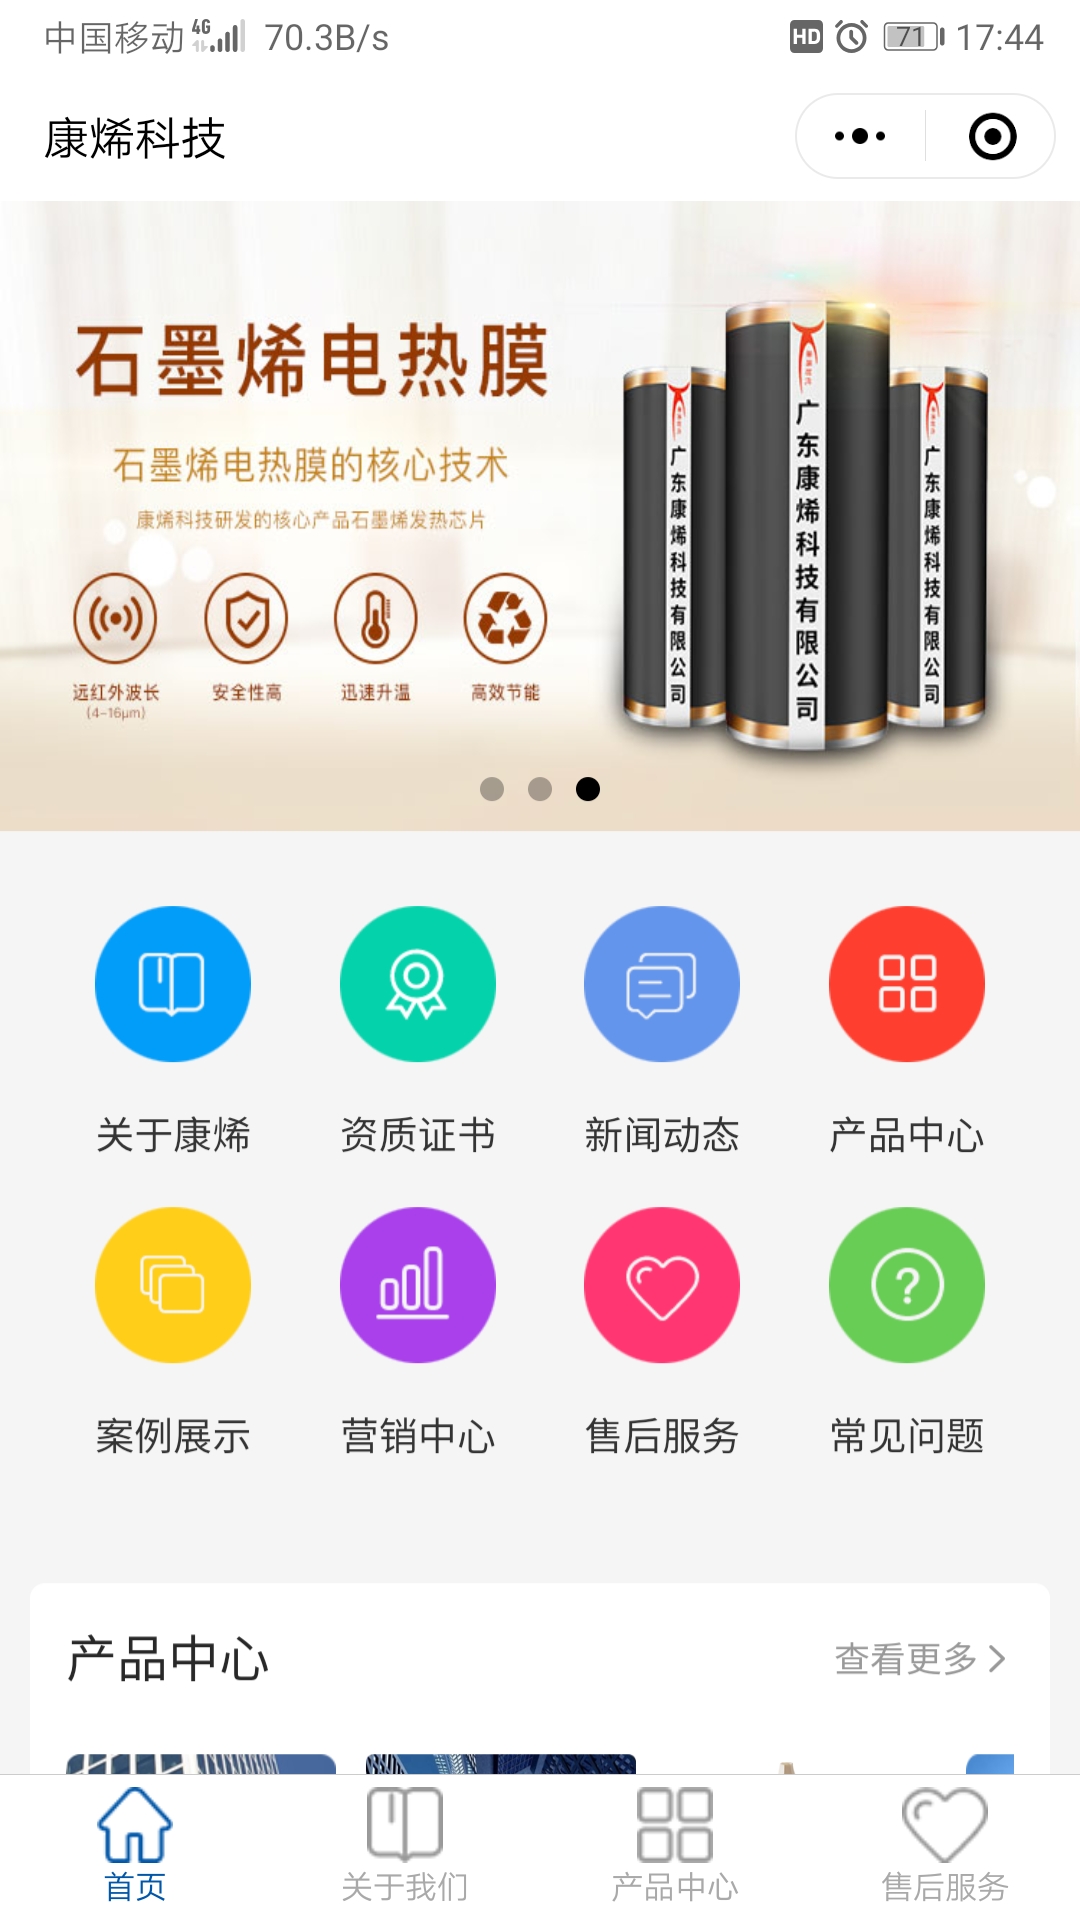 中国移动 4G 70.3B/s HD 71 17:44
康烯科技
石墨烯电热膜
石墨烯电热膜的核心技术
康烯科技研发的核心产品石墨烯发热芯片
远红外波长 安全性高 迅速升温 高效节能
(4-16μm)
广东康烯科技有限公司
广东康烯科技有限公司
广东康烯科技有限公司
关于康烯 资质证书 新闻动态 产品中心
案例展示 营销中心 售后服务 常见问题
产品中心 查看更多
首页 关于我们 产品中心 售后服务